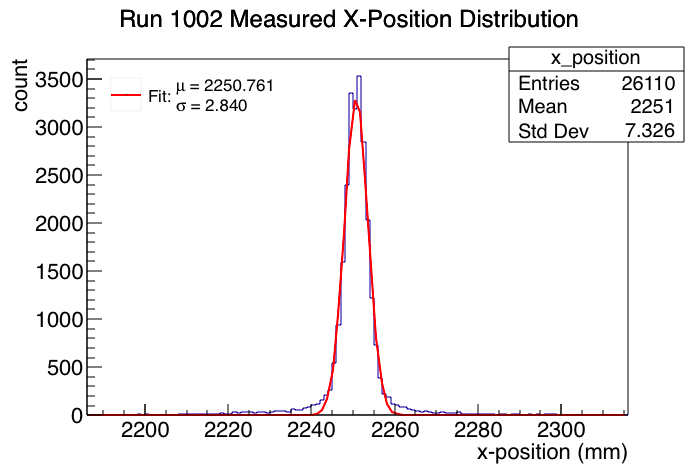 Run 1002 Measured X-Position Distribution
x_position
Entries 26110
Mean 2251
Std Dev 7.326
Fit: μ = 2250.761
σ = 2.840
count
3500
3000
2500
2000
1500
1000
500
0
2200 2220 2240 2260 2280 2300
x-position (mm)